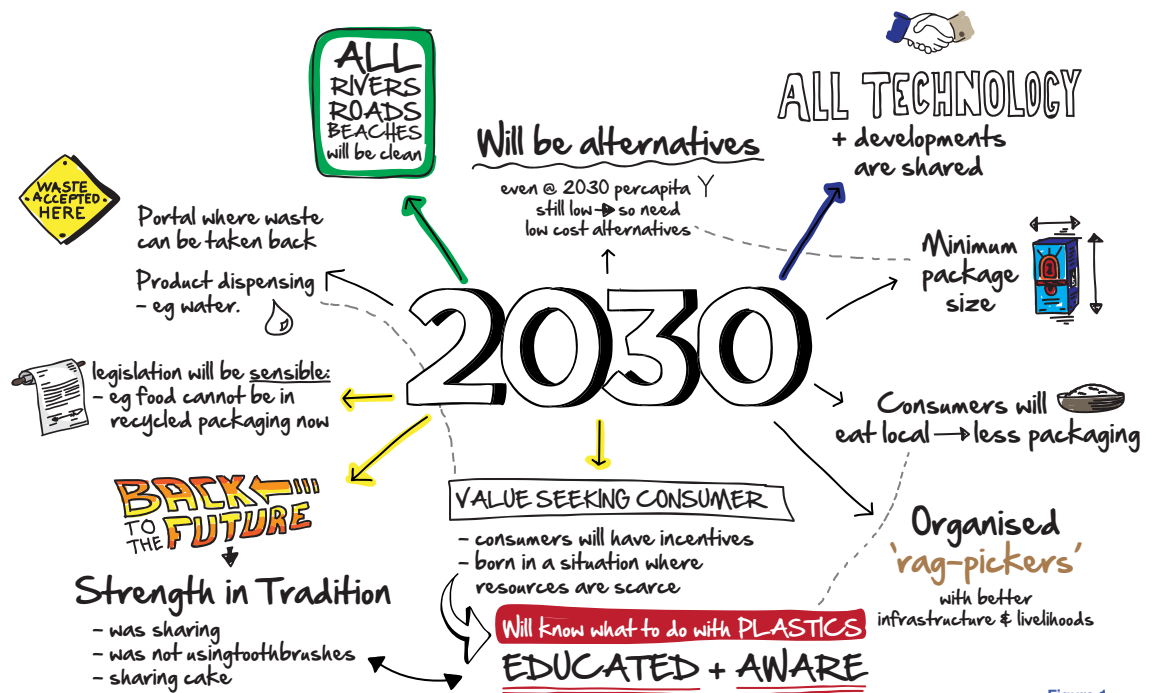 ALL
RIVERS
ROADS
BEACHES
will be clean
ALL TECHNOLOGY
+ developments
are shared
Will be alternatives
even @ 2030 percapita Y
still low → so need
low cost alternatives
WASTE
ACCEPTED
HERE
Portal where waste
can be taken back
Product dispensing
- eg water.
Minimum
package
size
2030
legislation will be sensible:
- eg food cannot be in
recycled packaging now
Consumers will
eat local → less packaging
BACK
TO
THE FUTURE
Strength in Tradition
- was sharing
- was not usingtoothbrushes
- sharing cake
VALUE SEEKING CONSUMER
- consumers will have incentives
- born in a situation where
resources are scarce
Will know what to do with PLASTICS
EDUCATED + AWARE
Organised
'rag-pickers'
with better
infrastructure & livelihoods